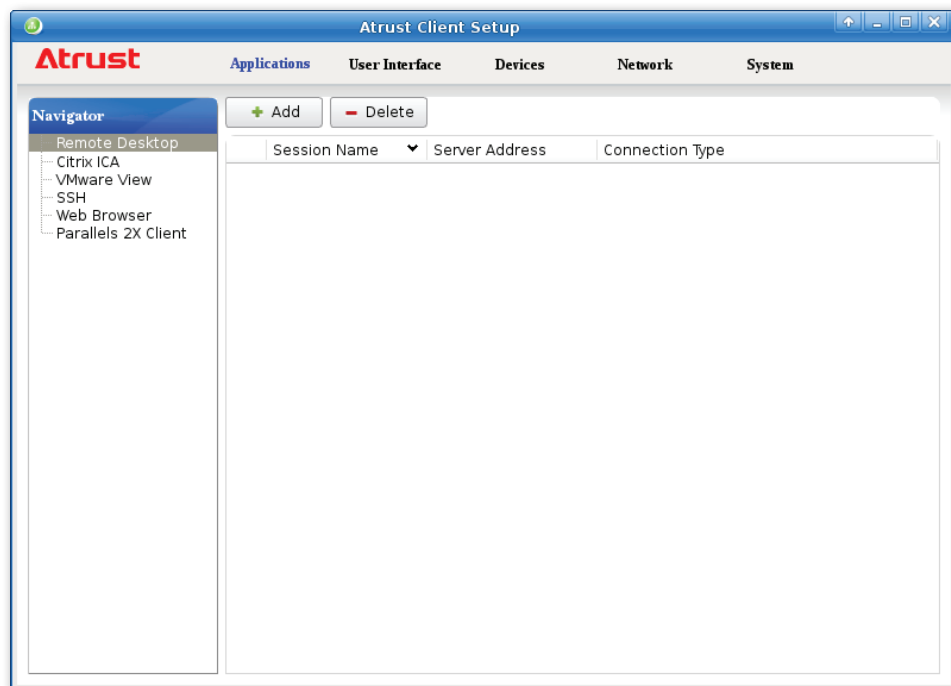 Atrust Client Setup
Atrust
Applications User Interface Devices Network System
Navigator
Remote Desktop
Citrix ICA
VMware View
SSH
Web Browser
Parallels 2X Client
Add Delete
Session Name Server Address Connection Type